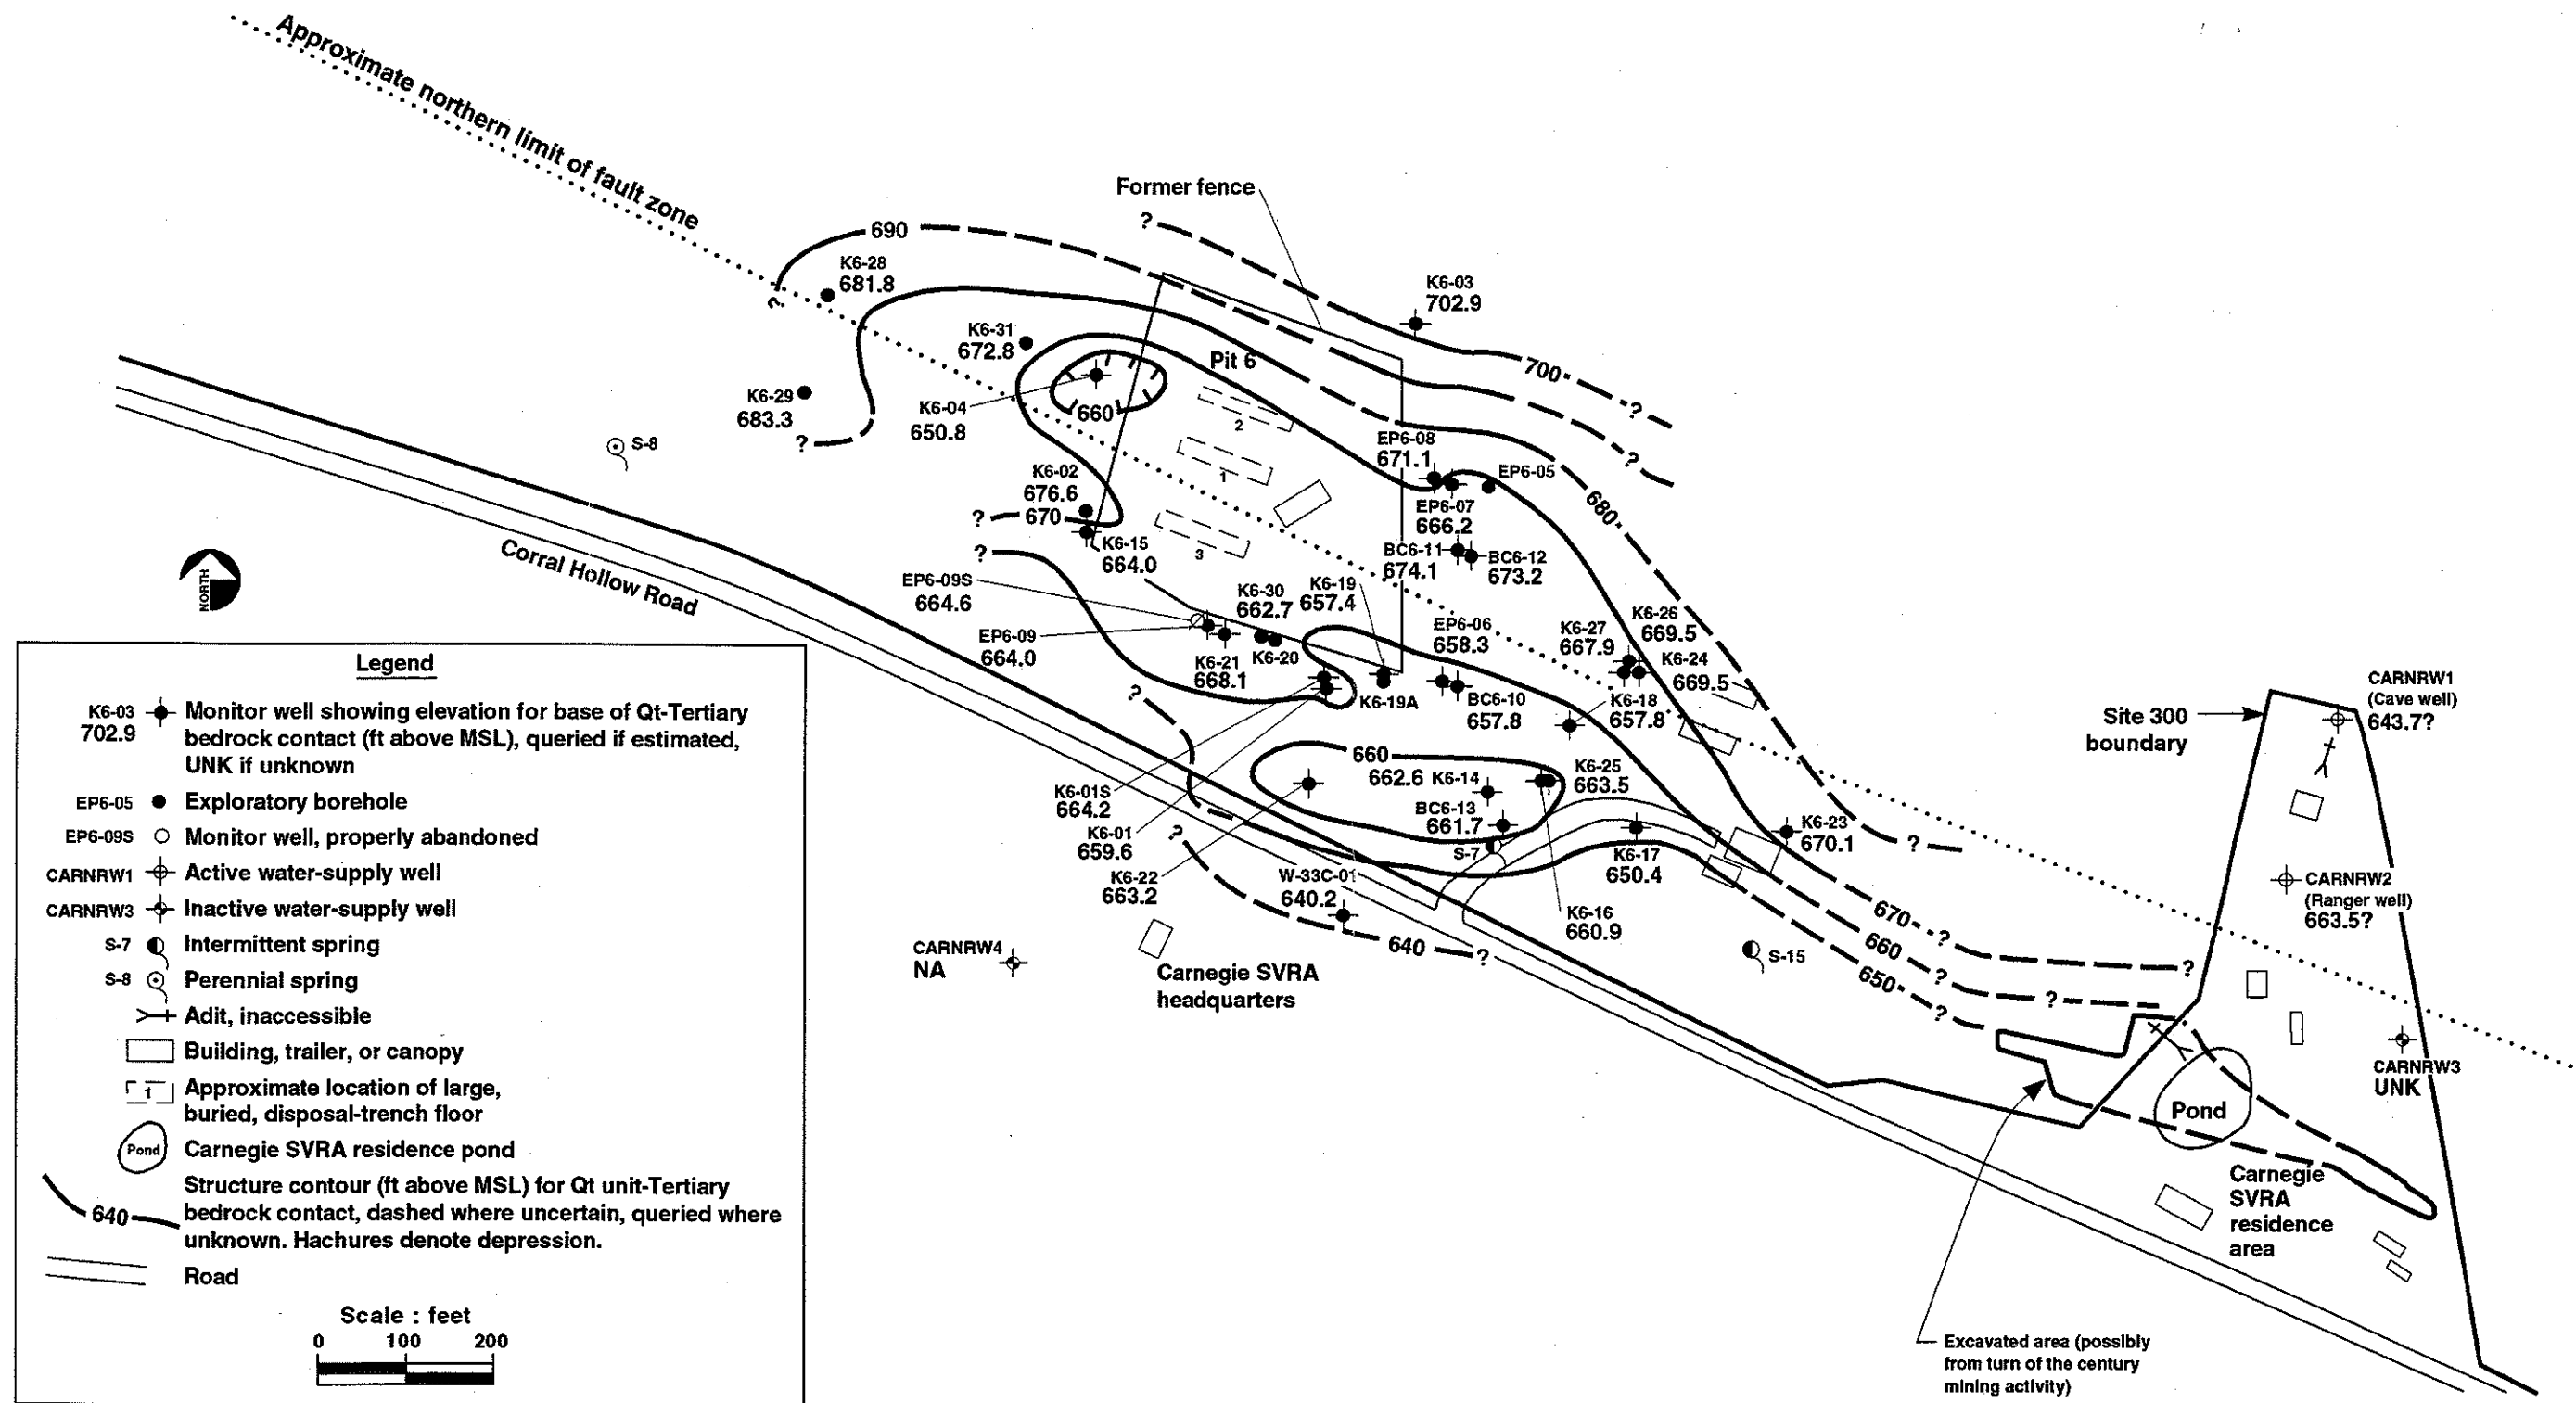 Approximate northern limit of fault zone
Former fence
?
690
K6-28
681.8
?
K6-03
702.9
K6-31
672.8
Pit 6
700
?
K6-29
683.3
?
K6-04
650.8
660
2
?
S-8
EP6-08
671.1
EP6-05
K6-02
676.6
1
680
? 670
EP6-07
666.2
?
K6-15
664.0
3
BC6-11
674.1
BC6-12
673.2
Corral Hollow Road
NORTH
EP6-09S
664.6
K6-30
662.7
K6-19
657.4
EP6-06
658.3
K6-27
667.9
K6-26
669.5
EP6-09
664.0
K6-21
668.1
K6-20
K6-24
669.5
K6-19A
BC6-10
657.8
K6-18
657.8
CARNRW1
(Cave well)
643.7?
Site 300
boundary
?
660
662.6 K6-14
K6-25
663.5
K6-01S
664.2
BC6-13
661.7
K6-01
659.6
?
S-7
K6-17
650.4
K6-23
670.1
?
K6-22
663.2
W-33C-01
640.2
CARNRW2
(Ranger well)
663.5?
K6-16
660.9
670
?
660
?
650
?
?
?
640
?
S-15
CARNRW4
NA
Carnegie SVRA
headquarters
CARNRW3
UNK
Pond
Carnegie
SVRA
residence
area
Excavated area (possibly
from turn of the century
mining activity)
Legend
K6-03
702.9
Monitor well showing elevation for base of Qt-Tertiary
bedrock contact (ft above MSL), queried if estimated,
UNK if unknown
EP6-05 Exploratory borehole
EP6-09S Monitor well, properly abandoned
CARNRW1 Active water-supply well
CARNRW3 Inactive water-supply well
S-7 Intermittent spring
S-8 Perennial spring
Adit, inaccessible
Building, trailer, or canopy
1 Approximate location of large,
buried, disposal-trench floor
Pond Carnegie SVRA residence pond
640
Structure contour (ft above MSL) for Qt unit-Tertiary
bedrock contact, dashed where uncertain, queried where
unknown. Hachures denote depression.
Road
Scale : feet
0 100 200